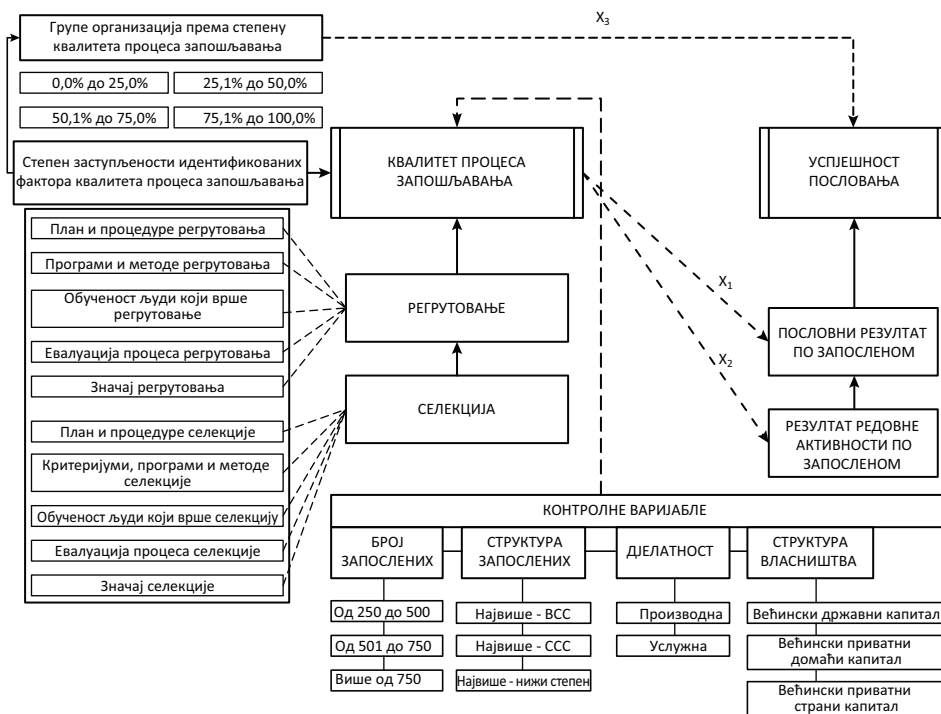 Групе организација према степену
квалитета процеса запошљавања
X3
0,0% до 25,0%
25,1% до 50,0%
50,1% до 75,0%
75,1% до 100,0%
Степен заступљености идентификованих
фактора квалитета процеса запошљавања
КВАЛИТЕТ ПРОЦЕСА
ЗАПОШЉАВАЊА
УСПЈЕШНОСТ
ПОСЛОВАЊА
План и процедуре регрутовања
Програми и методе регрутовања
Обученост људи који врше
регрутовање
Евалуација процеса регрутовања
Значај регрутовања
План и процедуре селекције
Критеријуми, програми и методе
селекције
Обученост људи који врше селекцију
Евалуација процеса селекције
Значај селекције
РЕГРУТОВАЊЕ
СЕЛЕКЦИЈА
X1
X2
ПОСЛОВНИ РЕЗУЛТАТ
ПО ЗАПОСЛЕНОМ
РЕЗУЛТАТ РЕДОВНЕ
АКТИВНОСТИ ПО
ЗАПОСЛЕНОМ
КОНТРОЛНЕ ВАРИЈАБЛЕ
БРОЈ
ЗАПОСЛЕНИХ
СТРУКТУРА
ЗАПОСЛЕНИХ
ДЈЕЛАТНОСТ
СТРУКТУРА
ВЛАСНИШТВА
Од 250 до 500
Од 501 до 750
Више од 750
Највише - ВСС
Највише - ССС
Највише - нижи степен
Производна
Услужна
Већински државни капитал
Већински приватни
домаћи капитал
Већински приватни
страни капитал